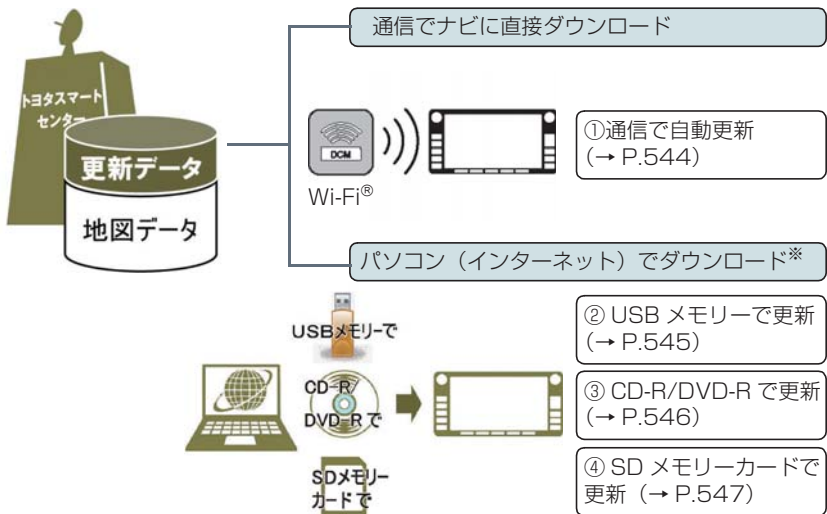 トヨタスマート
センター
更新データ
地図データ
通信でナビに直接ダウンロード
DCM
Wi-Fi®
①通信で自動更新
(→ P.544)
パソコン（インターネット）でダウンロード※
USBメモリーで
② USB メモリーで更新
(→ P.545)
CD-R/
DVD-Rで
③ CD-R/DVD-R で更新
(→ P.546)
SDメモリー
カードで
④ SD メモリーカードで
更新（→ P.547）